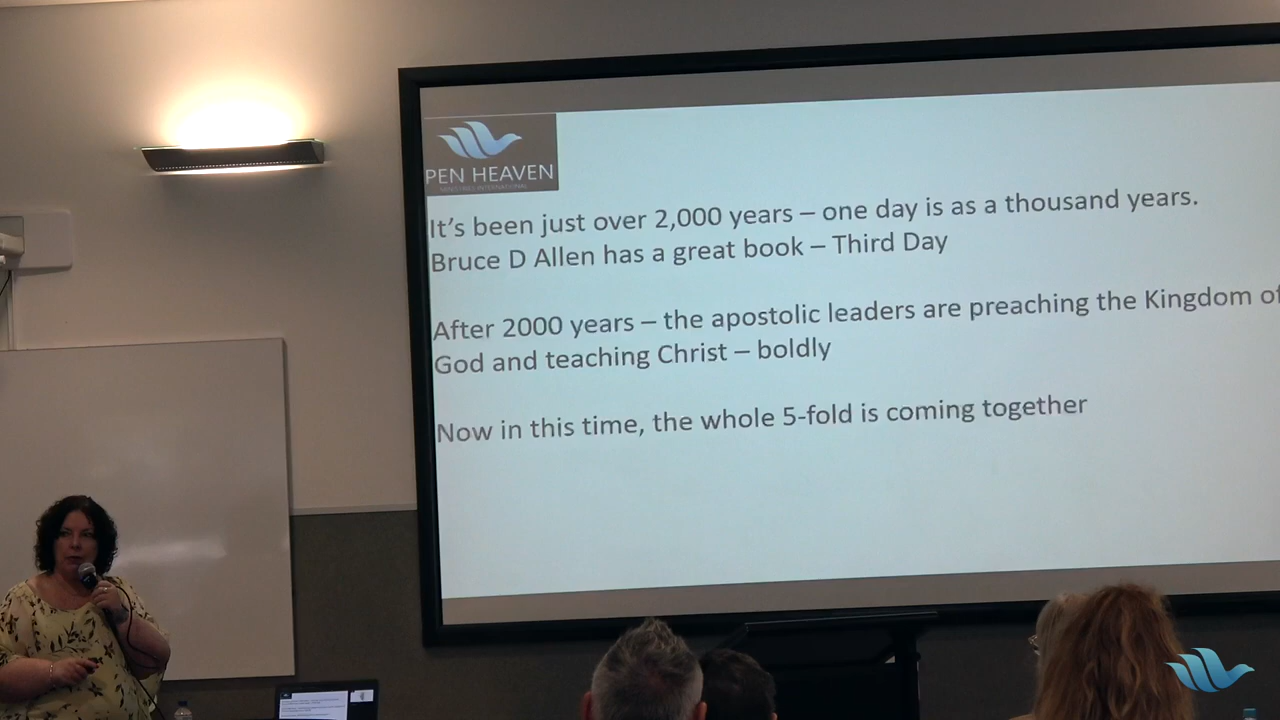 PEN HEAVEN
MINISTRIES INTERNATIONAL
It's been just over 2,000 years – one day is as a thousand years.
Bruce D Allen has a great book – Third Day
After 2000 years – the apostolic leaders are preaching the Kingdom of
God and teaching Christ – boldly
Now in this time, the whole 5-fold is coming together